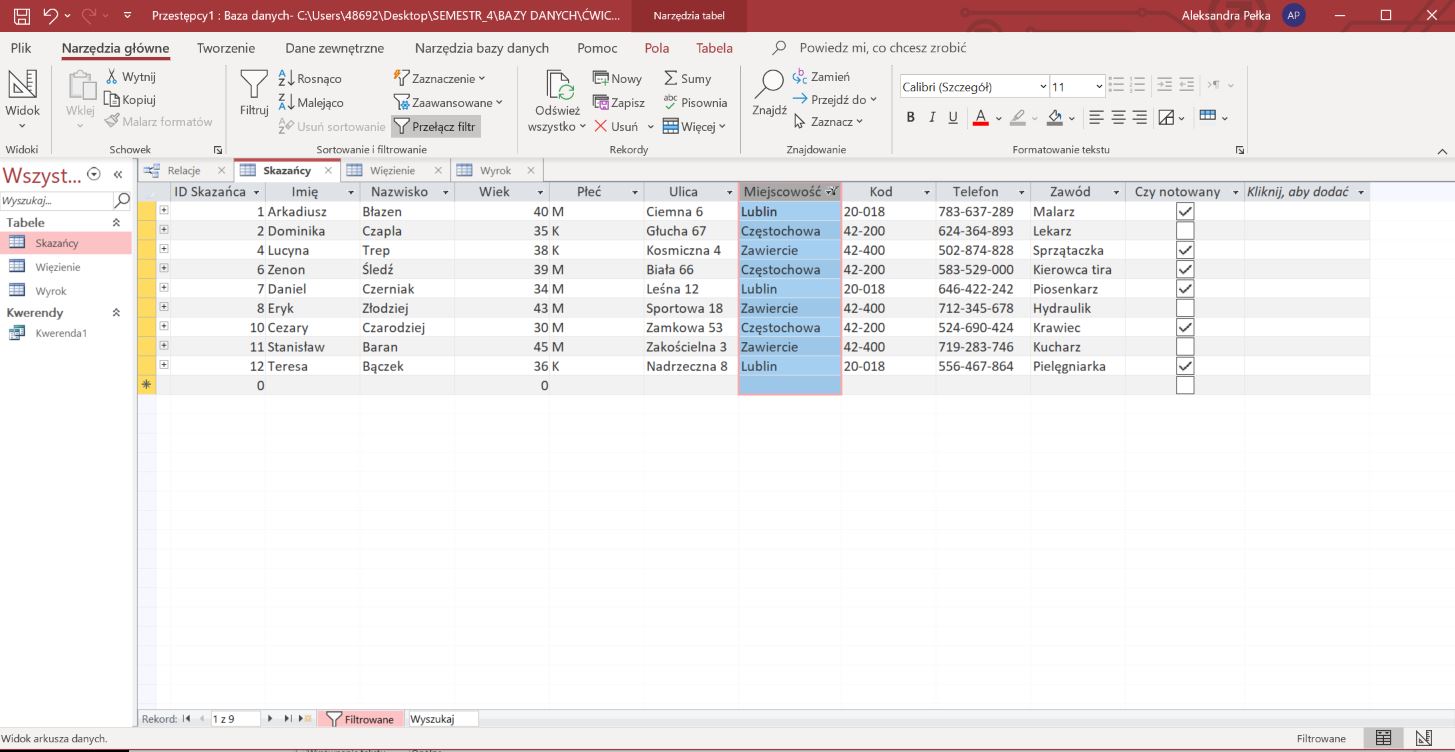 Przestępcy1 : Baza danych- C:\Users\48692\Desktop\SEMESTR_4\BAZY DANYCH\ĆWIC...
Narzędzia tabel
Aleksandra Pełka
AP
Plik Narzędzia główne Tworzenie Dane zewnętrzne Narzędzia bazy danych Pomoc Pola Tabela Powiedz mi, co chcesz zrobić
Widok
Widoki
Wklej
Wytnij
Kopiuj
Malarz formatów
Schowek
Filtruj
Rosnąco
Malejąco
Usuń sortowanie
Zaznaczenie
Zaawansowane
Przełącz filtr
Sortowanie i filtrowanie
Odśwież
wszystko
Nowy
Zapisz
Usuń
Sumy
Pisownia
Więcej
Rekordy
Znajdź
Zamień
Przejdź do
Zaznacz
Znajdowanie
Calibri (Szczegół) 11
B I U A
Formatowanie tekstu
Wszyst...
Wyszukaj...
Tabele
Skazańcy
Więzienie
Wyrok
Kwerendy
Kwerenda1
Relacje Skazańcy Więzienie Wyrok
ID Skazańca Imię Nazwisko Wiek Płeć Ulica Miejscowość Kod Telefon Zawód Czy notowany Kliknij, aby dodać
1 Arkadiusz Błazen 40 M Ciemna 6 Lublin 20-018 783-637-289 Malarz
2 Dominika Czapla 35 K Głucha 67 Częstochowa 42-200 624-364-893 Lekarz
4 Lucyna Trep 38 K Kosmiczna 4 Zawiercie 42-400 502-874-828 Sprzątaczka
6 Zenon Śledź 39 M Biała 66 Częstochowa 42-200 583-529-000 Kierowca tira
7 Daniel Czerniak 34 M Leśna 12 Lublin 20-018 646-422-242 Piosenkarz
8 Eryk Złodziej 43 M Sportowa 18 Zawiercie 42-400 712-345-678 Hydraulik
10 Cezary Czarodziej 30 M Zamkowa 53 Częstochowa 42-200 524-690-424 Krawiec
11 Stanisław Baran 45 M Zakościelna 3 Zawiercie 42-400 719-283-746 Kucharz
12 Teresa Bączek 36 K Nadrzeczna 8 Lublin 20-018 556-467-864 Pielęgniarka
0 0
Rekord: 1 z 9 Filtrowane Wyszukaj
Widok arkusza danych.
Filtrowane